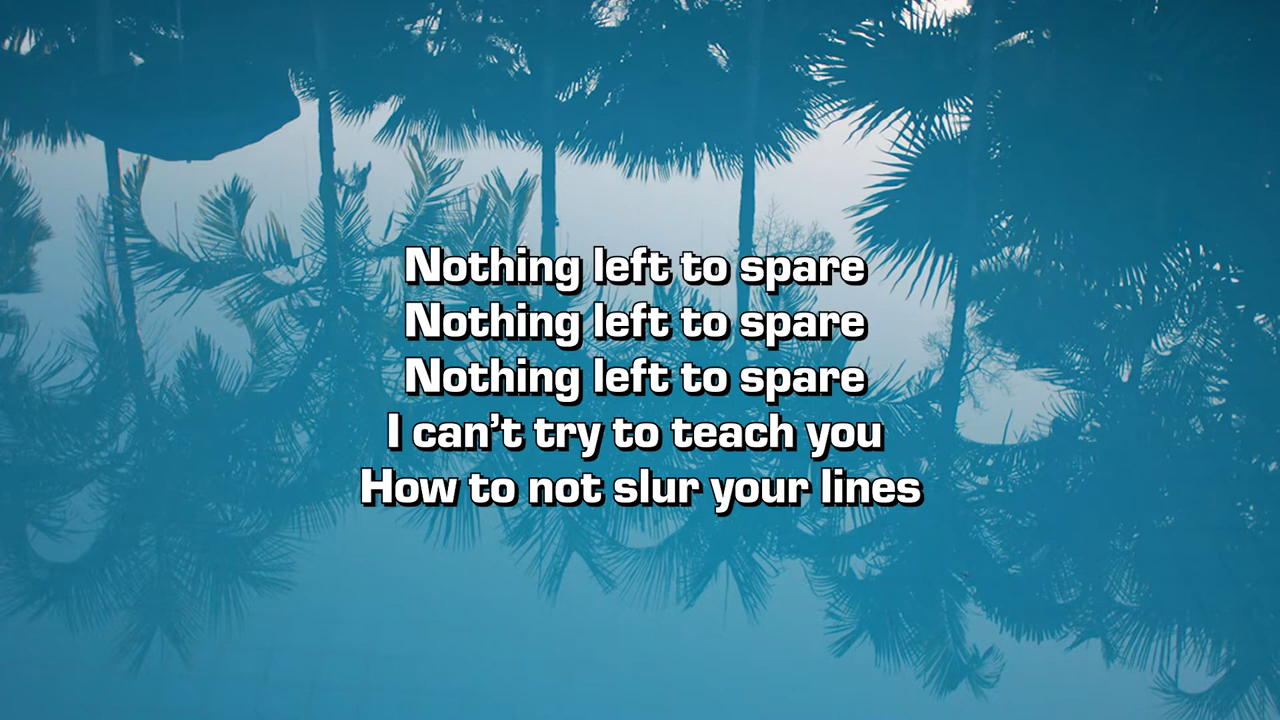 Nothing left to spare
Nothing left to spare
Nothing left to spare
I can’t try to teach you
How to not slur your lines